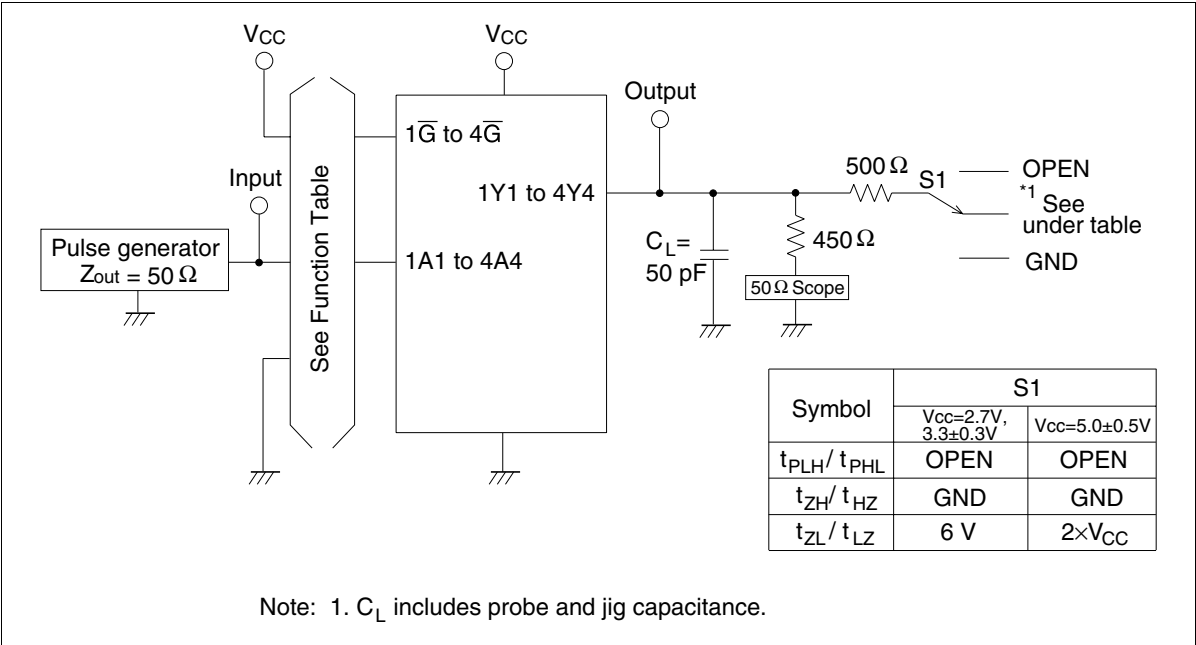 VCC
VCC
Output
Input
Pulse generator
Zout = 50 Ω
See Function Table
1G̅ to 4G̅
1Y1 to 4Y4
1A1 to 4A4
CL=
50 pF
500 Ω
450 Ω
50 Ω Scope
S1
OPEN
*1 See
under table
GND
Symbol
S1
Vcc=2.7V,
3.3±0.3V
Vcc=5.0±0.5V
tPLH / tPHL OPEN OPEN
tZH / tHZ GND GND
tZL / tLZ 6 V 2×VCC
Note: 1. CL includes probe and jig capacitance.